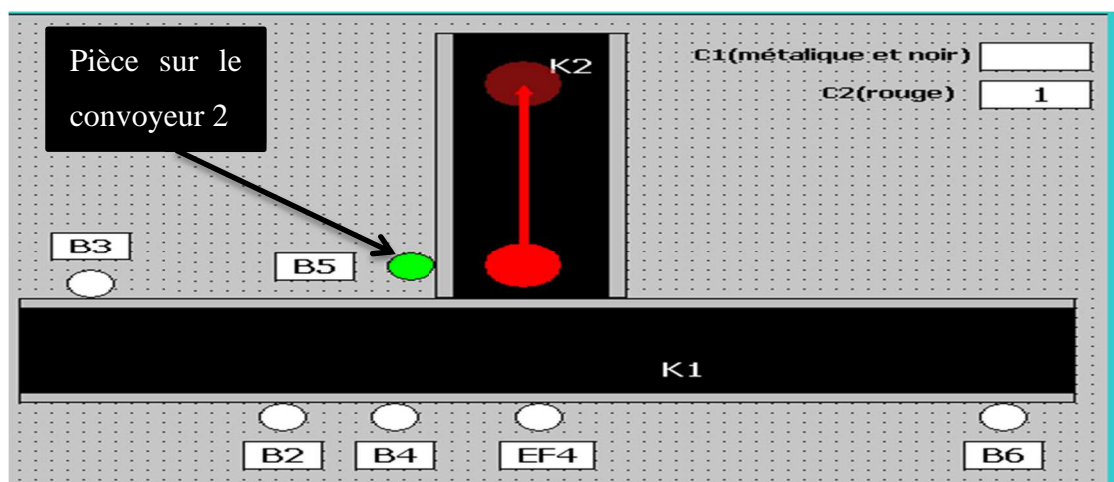 Pièce sur le
convoyeur 2
K2
C1(métalique et noir)
C2(rouge) 1
B3
B5
K1
B2 B4 EF4 B6